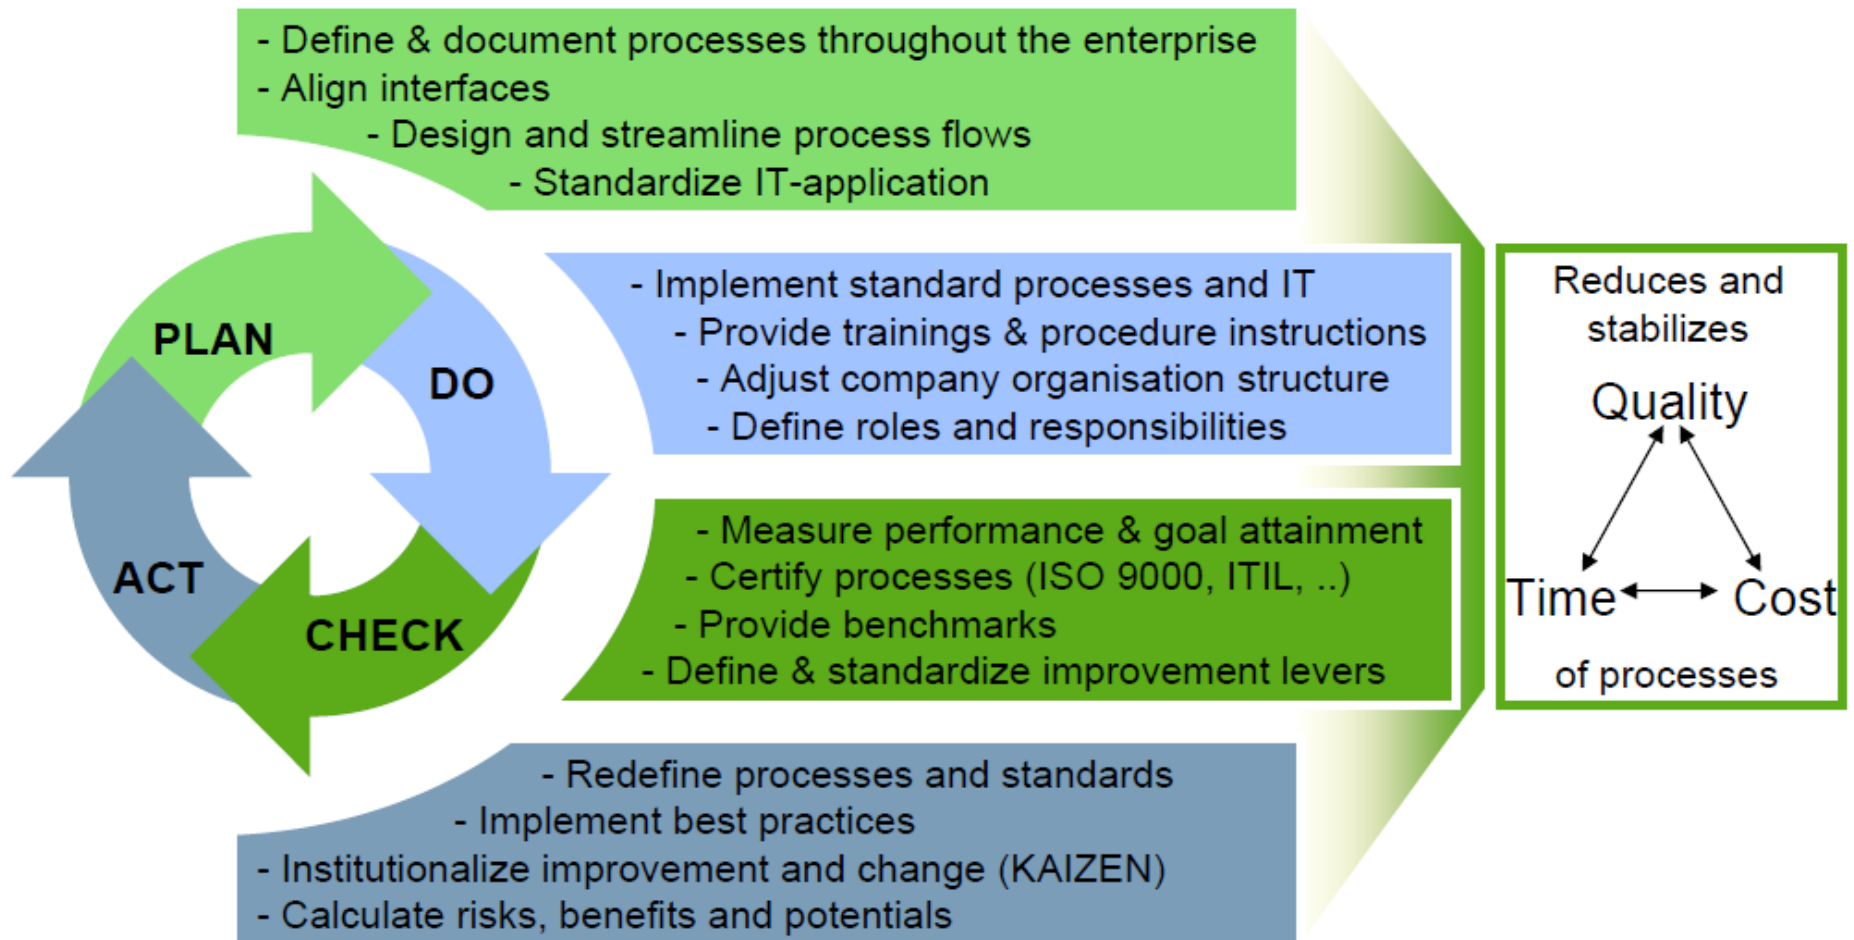 - Define & document processes throughout the enterprise
- Align interfaces
- Design and streamline process flows
- Standardize IT-application
PLAN
DO
CHECK
ACT
- Implement standard processes and IT
- Provide trainings & procedure instructions
- Adjust company organisation structure
- Define roles and responsibilities
- Measure performance & goal attainment
- Certify processes (ISO 9000, ITIL, ..)
- Provide benchmarks
- Define & standardize improvement levers
- Redefine processes and standards
- Implement best practices
- Institutionalize improvement and change (KAIZEN)
- Calculate risks, benefits and potentials
Reduces and
stabilizes
Quality
Time
Cost
of processes